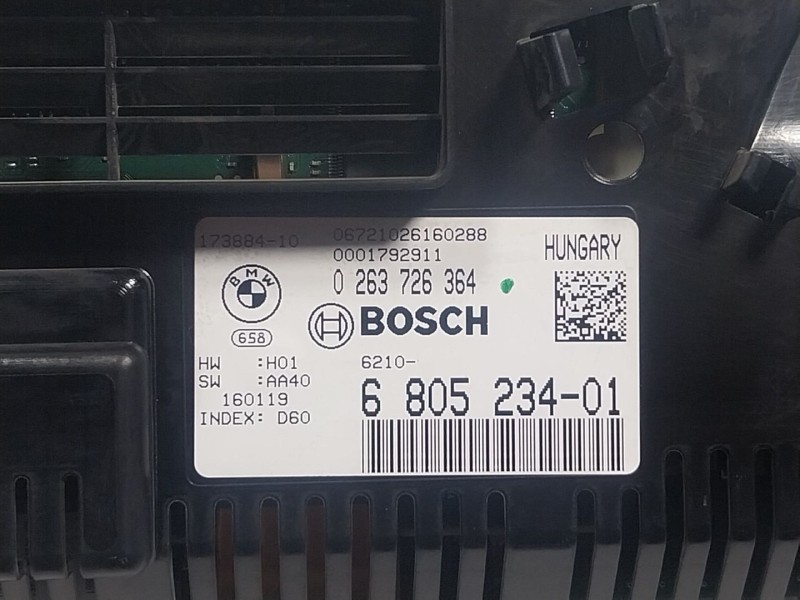 173884-10
06721026160288
0001792911
HUNGARY
0 263 726 364
BMW
658
BOSCH
HW :H01
SW :AA40
160119
INDEX: D60
6210-
6 805 234-01